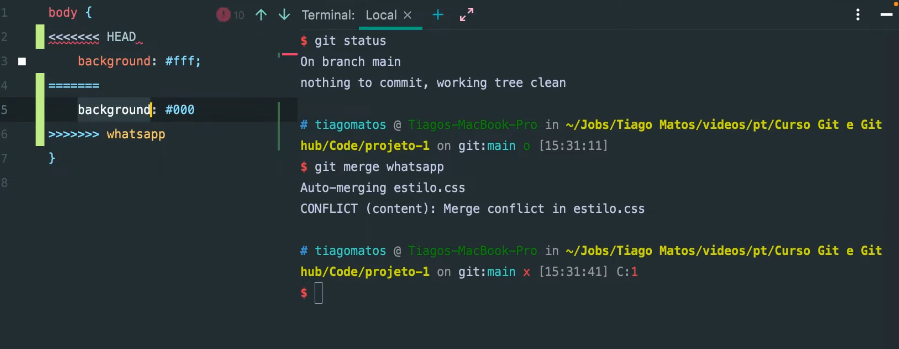 1 body {
10
2 <<<<<<< HEAD
3 background: #fff;
4 =======
5 background: #000
6 >>>>>>> whatsapp
7 }
8
Terminal: Local × +
$ git status
On branch main
nothing to commit, working tree clean
# tiagomatos @ Tiagos-MacBook-Pro in ~/Jobs/Tiago Matos/videos/pt/Curso Git e Git
hub/Code/projeto-1 on git:main o [15:31:11]
$ git merge whatsapp
Auto-merging estilo.css
CONFLICT (content): Merge conflict in estilo.css
# tiagomatos @ Tiagos-MacBook-Pro in ~/Jobs/Tiago Matos/videos/pt/Curso Git e Git
hub/Code/projeto-1 on git:main x [15:31:41] C:1
$